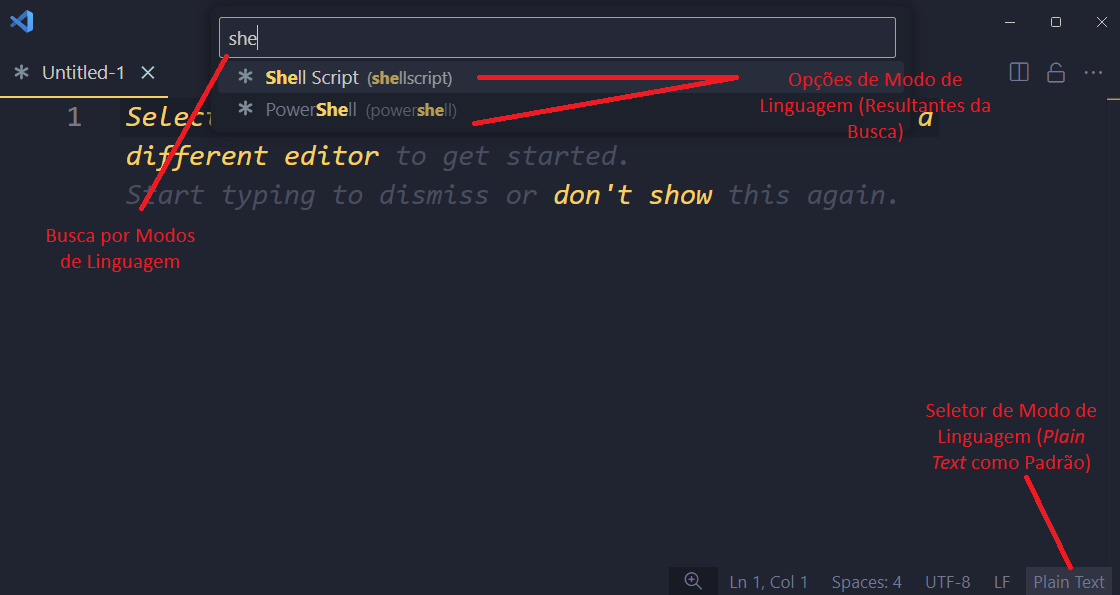 she
Untitled-1
Shell Script (shellscript)
PowerShell (powershell)
Opções de Modo de
Linguagem (Resultantes da
Busca)
1
Select a
different editor to get started.
Start typing to dismiss or don't show this again.
Busca por Modos
de Linguagem
Seletor de Modo de
Linguagem (Plain
Text como Padrão)
Ln 1, Col 1 Spaces: 4 UTF-8 LF Plain Text